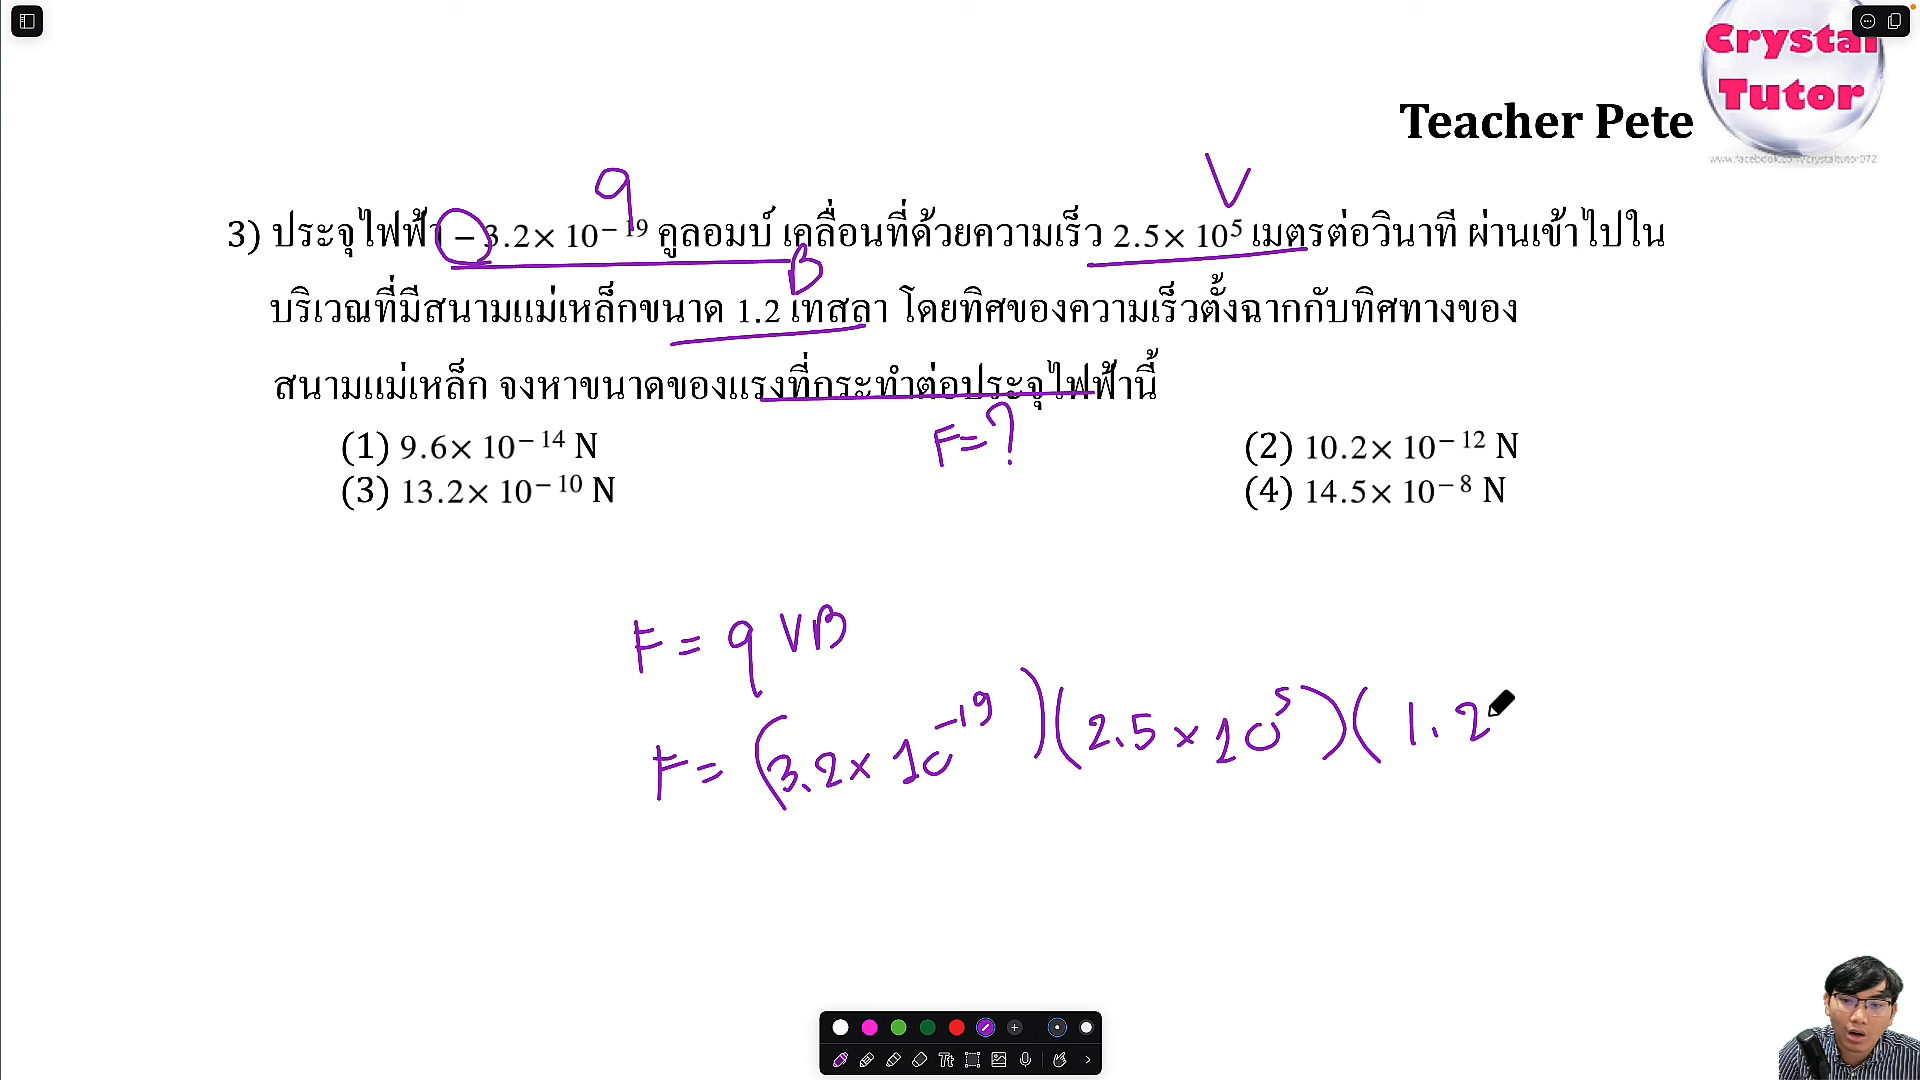 Crystal
Tutor
Teacher Pete
www.facebook.com/crystaltutor072
q
V
3) ประจุไฟฟ้า −3.2× 10⁻¹⁹ คูลอมบ์ เคลื่อนที่ด้วยความเร็ว 2.5× 10⁵ เมตรต่อวินาที ผ่านเข้าไปใน
B
บริเวณที่มีสนามแม่เหล็กขนาด 1.2 เทสลา โดยทิศของความเร็วตั้งฉากกับทิศทางของ
สนามแม่เหล็ก จงหาขนาดของแรงที่กระทำต่อประจุไฟฟ้านี้
F=?
(1) 9.6× 10⁻¹⁴ N (2) 10.2× 10⁻¹² N
(3) 13.2× 10⁻¹⁰ N (4) 14.5× 10⁻⁸ N
F = qVB
F = (3.2× 10⁻¹⁹)(2.5×10⁵)(1.2
Tt